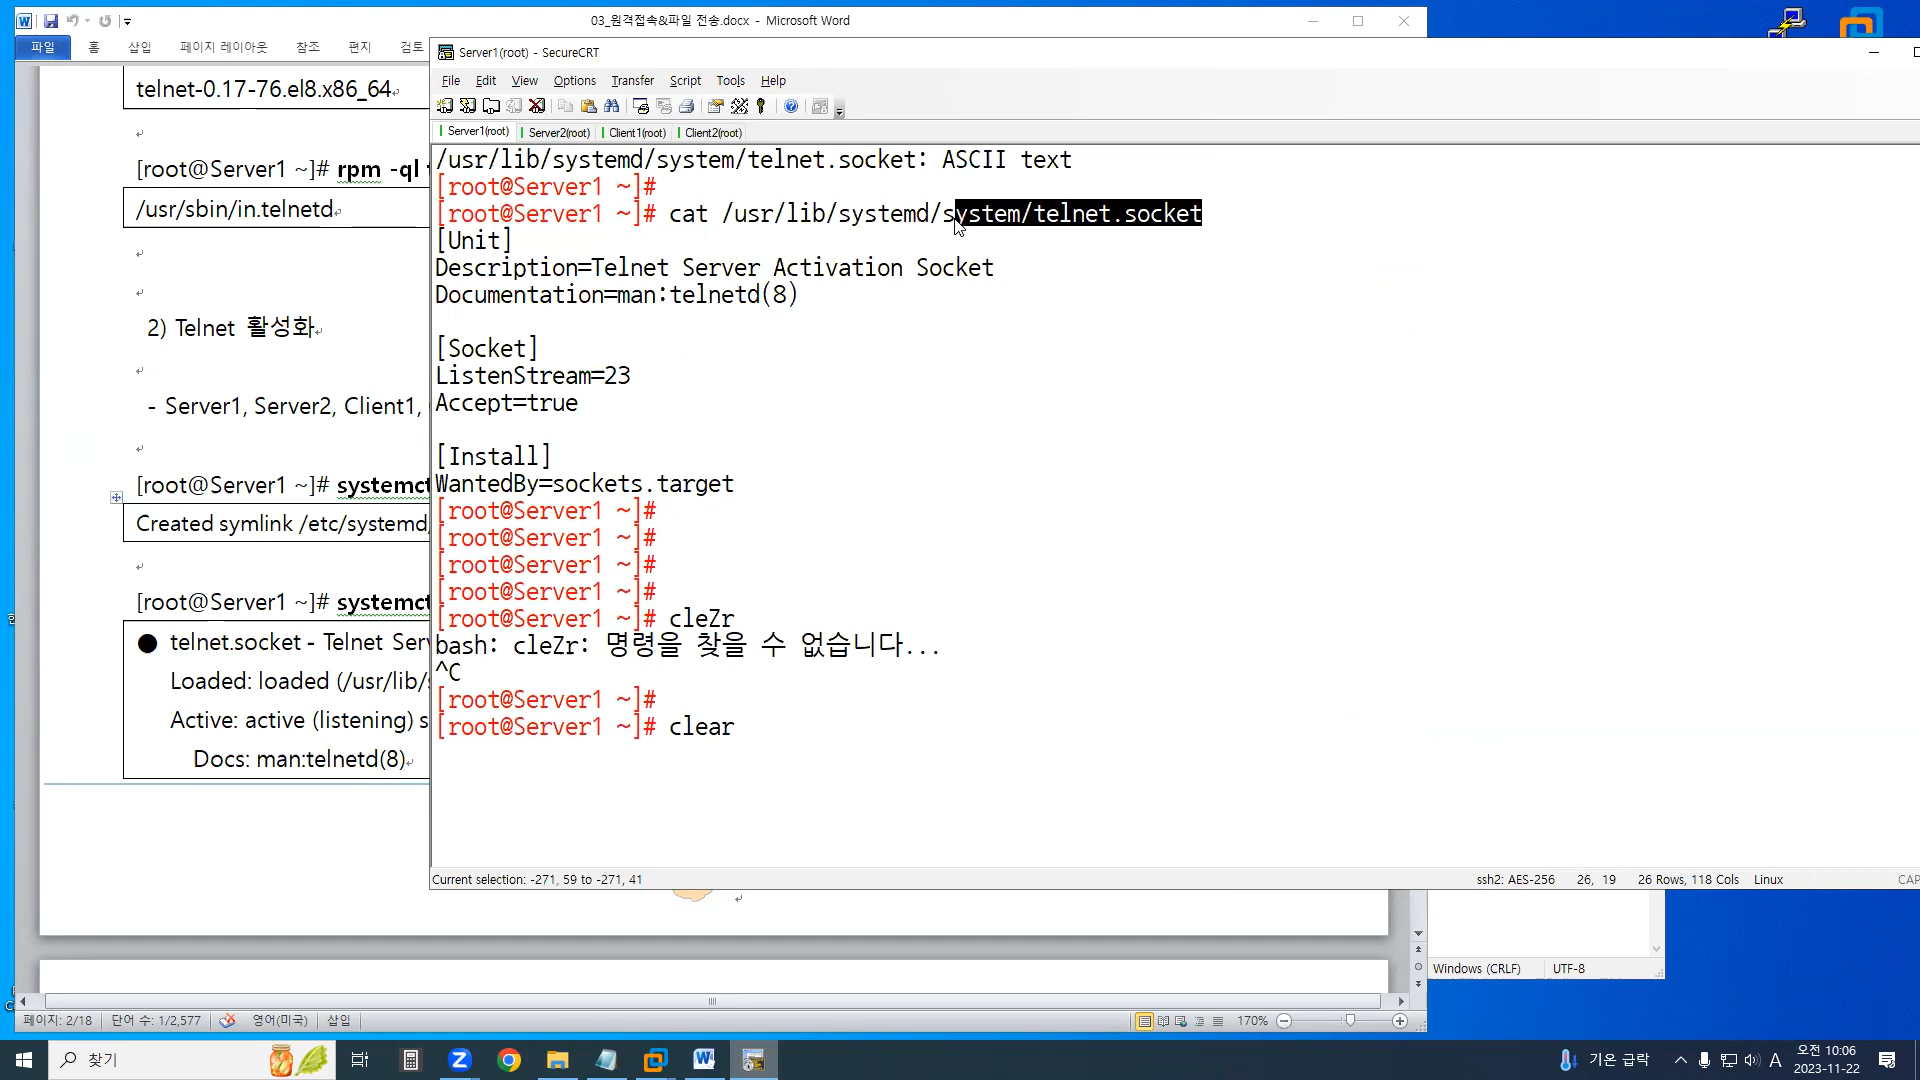 03_원격접속&파일 전송.docx - Microsoft Word
파일 홈 삽입 페이지 레이아웃 참조 편지 검토
telnet-0.17-76.el8.x86_64
[root@Server1 ~]# rpm -ql
/usr/sbin/in.telnetd
2) Telnet 활성화
- Server1, Server2, Client1,
[root@Server1 ~]# systemct
Created symlink /etc/systemd/
[root@Server1 ~]# systemct
● telnet.socket - Telnet Serv
Loaded: loaded (/usr/lib/s
Active: active (listening) s
Docs: man:telnetd(8)
Server1(root) - SecureCRT
File Edit View Options Transfer Script Tools Help
Server1(root) Server2(root) Client1(root) Client2(root)
/usr/lib/systemd/system/telnet.socket: ASCII text
[root@Server1 ~]#
[root@Server1 ~]# cat /usr/lib/systemd/system/telnet.socket
[Unit]
Description=Telnet Server Activation Socket
Documentation=man:telnetd(8)
[Socket]
ListenStream=23
Accept=true
[Install]
WantedBy=sockets.target
[root@Server1 ~]#
[root@Server1 ~]#
[root@Server1 ~]#
[root@Server1 ~]#
[root@Server1 ~]# cleZr
bash: cleZr: 명령을 찾을 수 없습니다...
^C
[root@Server1 ~]#
[root@Server1 ~]# clear
Current selection: -271, 59 to -271, 41
ssh2: AES-256 26, 19 26 Rows, 118 Cols Linux CAP
Windows (CRLF) UTF-8
페이지: 2/18 단어 수: 1/2,577 영어(미국) 삽입
170%
찾기
기온 급락
A
오전 10:06
2023-11-22